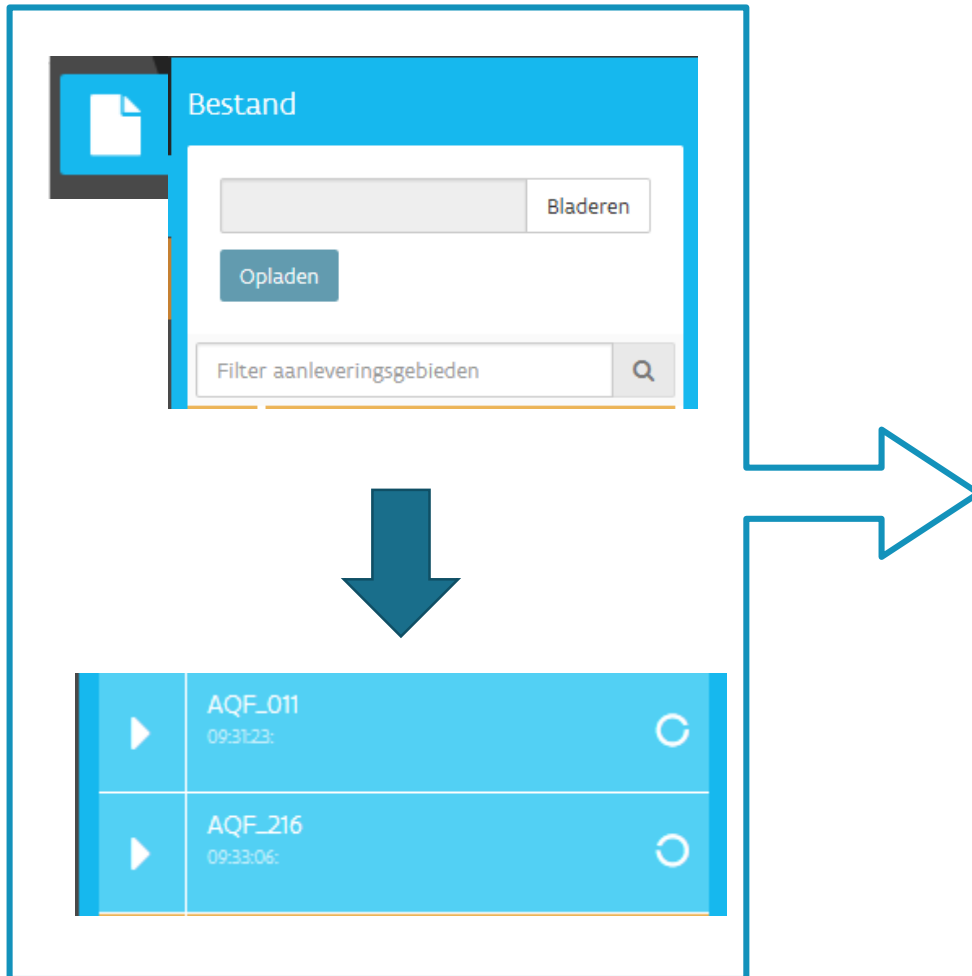 Bestand
Bladeren
Opladen
Filter aanleveringsgebieden
AQF_011
09:31:23:
AQF_216
09:33:06: